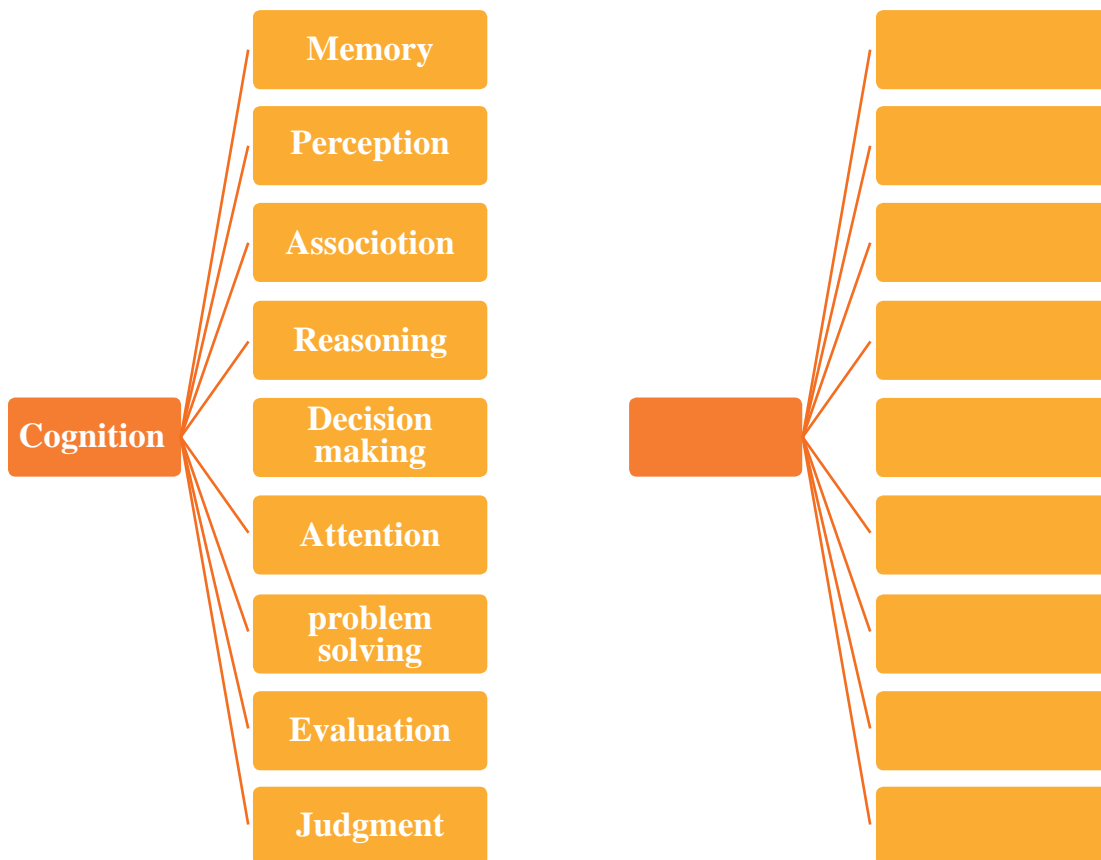 Memory
Perception
Associotion
Reasoning
Cognition
Decision
making
Attention
problem
solving
Evaluation
Judgment